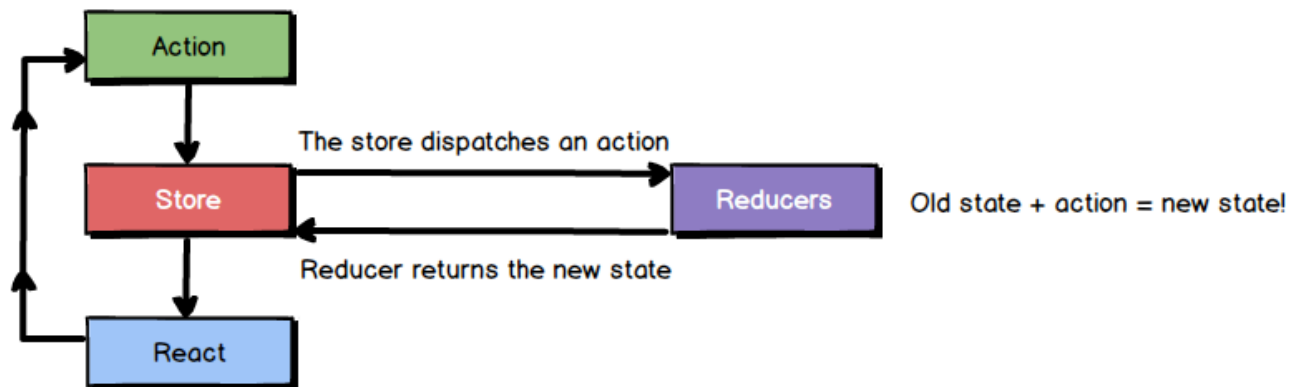 Action
The store dispatches an action
Store
Reducers
Old state + action = new state!
Reducer returns the new state
React